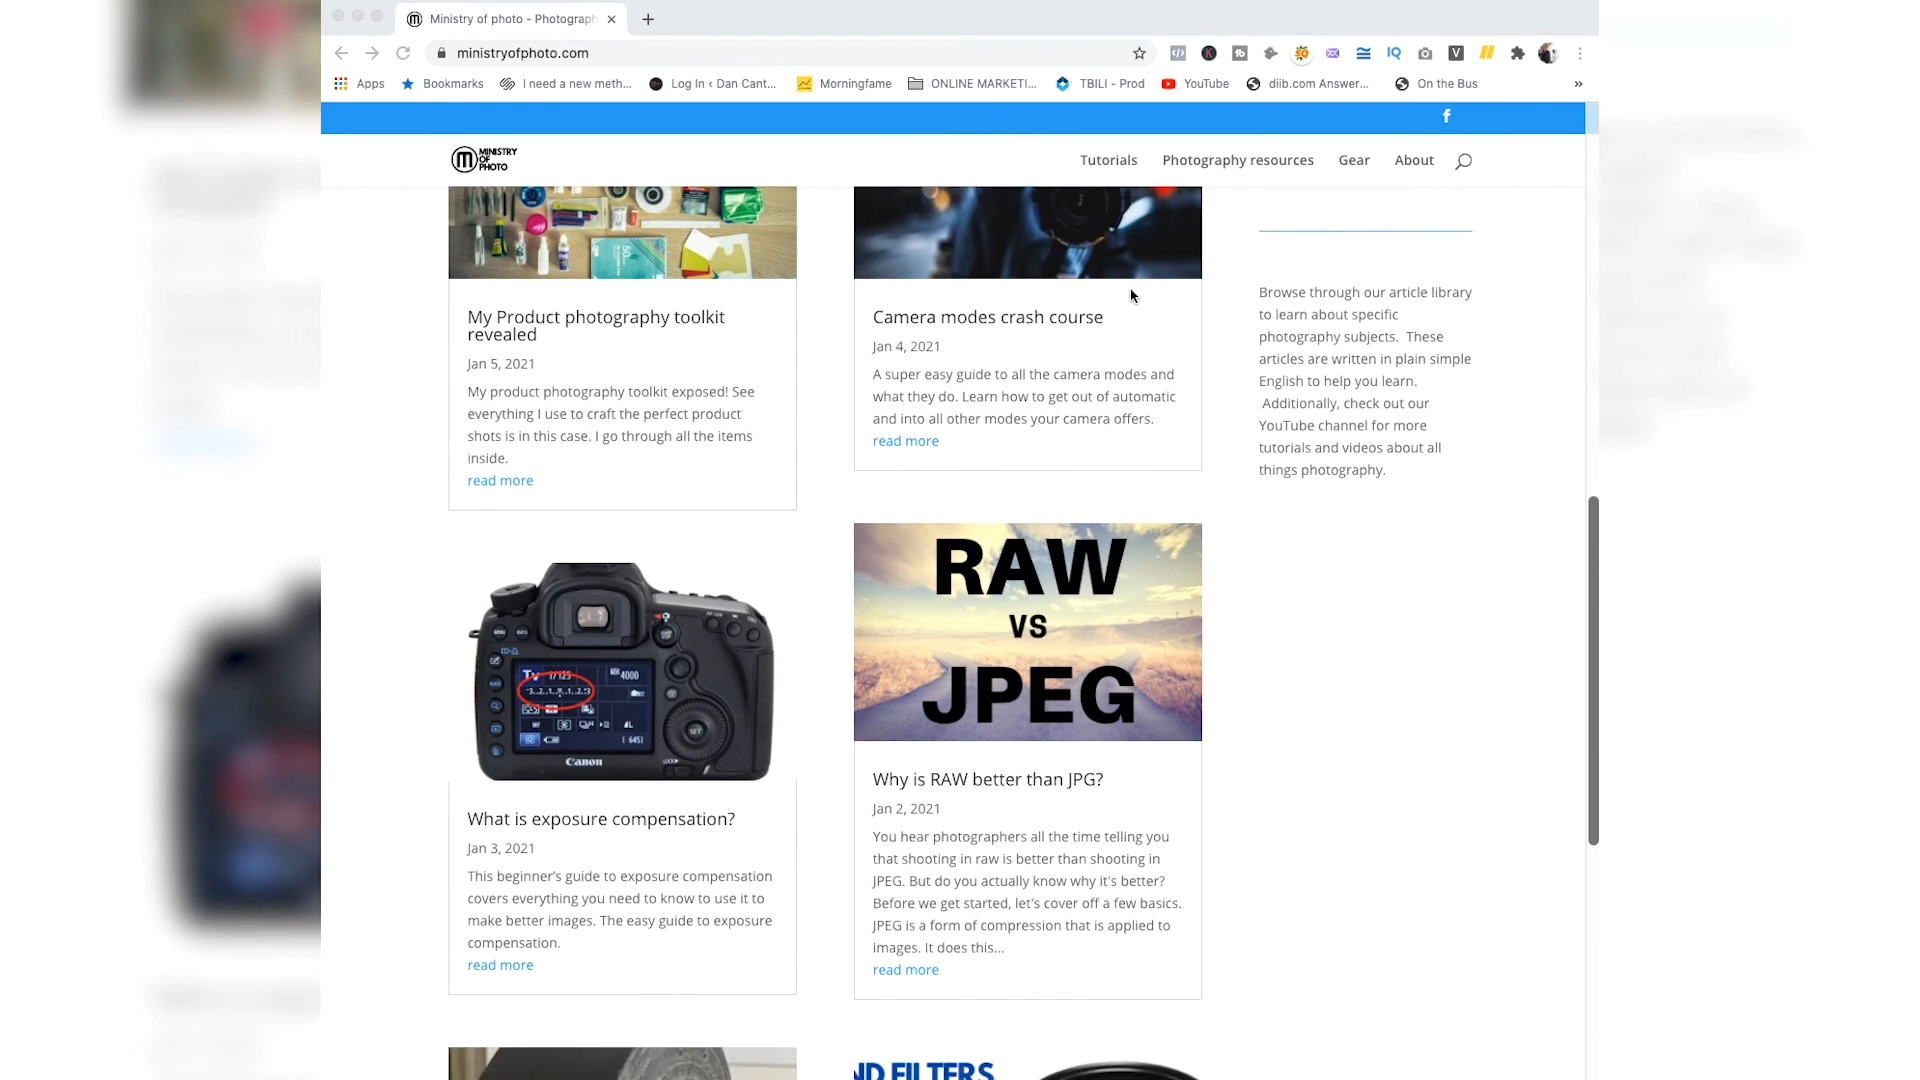 Ministry of photo - Photograph
ministryofphoto.com
Apps
Bookmarks
I need a new meth...
Log In ‹ Dan Cant...
Morningfame
ONLINE MARKETI...
TBILI - Prod
YouTube
diib.com Answer...
On the Bus
»
MINISTRY
OF
PHOTO
Tutorials
Photography resources
Gear
About
My Product photography toolkit
revealed
Jan 5, 2021
My product photography toolkit exposed! See
everything I use to craft the perfect product
shots is in this case. I go through all the items
inside.
read more
Camera modes crash course
Jan 4, 2021
A super easy guide to all the camera modes and
what they do. Learn how to get out of automatic
and into all other modes your camera offers.
read more
Browse through our article library
to learn about specific
photography subjects. These
articles are written in plain simple
English to help you learn.
Additionally, check out our
YouTube channel for more
tutorials and videos about all
things photography.
Tv 1/125 4000
Canon
What is exposure compensation?
Jan 3, 2021
This beginner's guide to exposure compensation
covers everything you need to know to use it to
make better images. The easy guide to exposure
compensation.
read more
RAW
VS
JPEG
Why is RAW better than JPG?
Jan 2, 2021
You hear photographers all the time telling you
that shooting in raw is better than shooting in
JPEG. But do you actually know why it's better?
Before we get started, let's cover off a few basics.
JPEG is a form of compression that is applied to
images. It does this...
read more
ND FILTERS